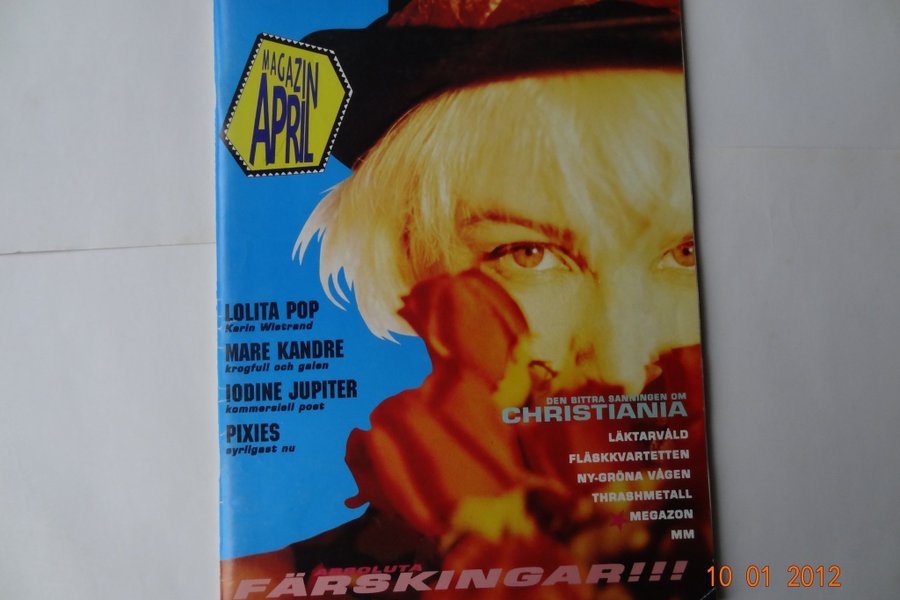 MAGAZIN
APRIL
LOLITA POP
Karin Wistrand
MARE KANDRE
krogfull och galen
IODINE JUPITER
kommersiell poet
PIXIES
syrligast nu
DEN BITTRA SANNINGEN OM
CHRISTIANIA
LÄKTARVÅLD
FLÄSKKVARTETTEN
NY-GRÖNA VÅGEN
THRASHMETALL
MEGAZON
MM
ABSOLUTA
FÄRSKINGAR!!!
10 01 2012